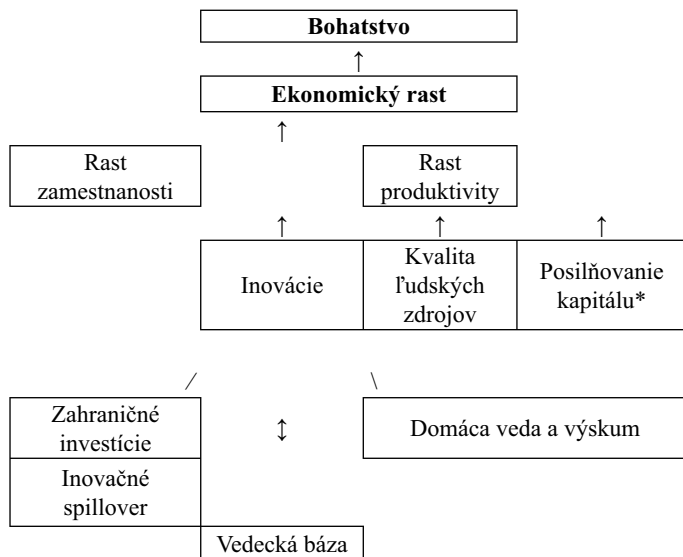 Bohatstvo
↑
Ekonomický rast
↑
Rast
zamestnanosti
Rast
produktivity
↑ ↑ ↑
Inovácie
Kvalita
ľudských
zdrojov
Posilňovanie
kapitálu*
/ \
Zahraničné
investície
↕
Domáca veda a výskum
Inovačné
spillover
Vedecká báza